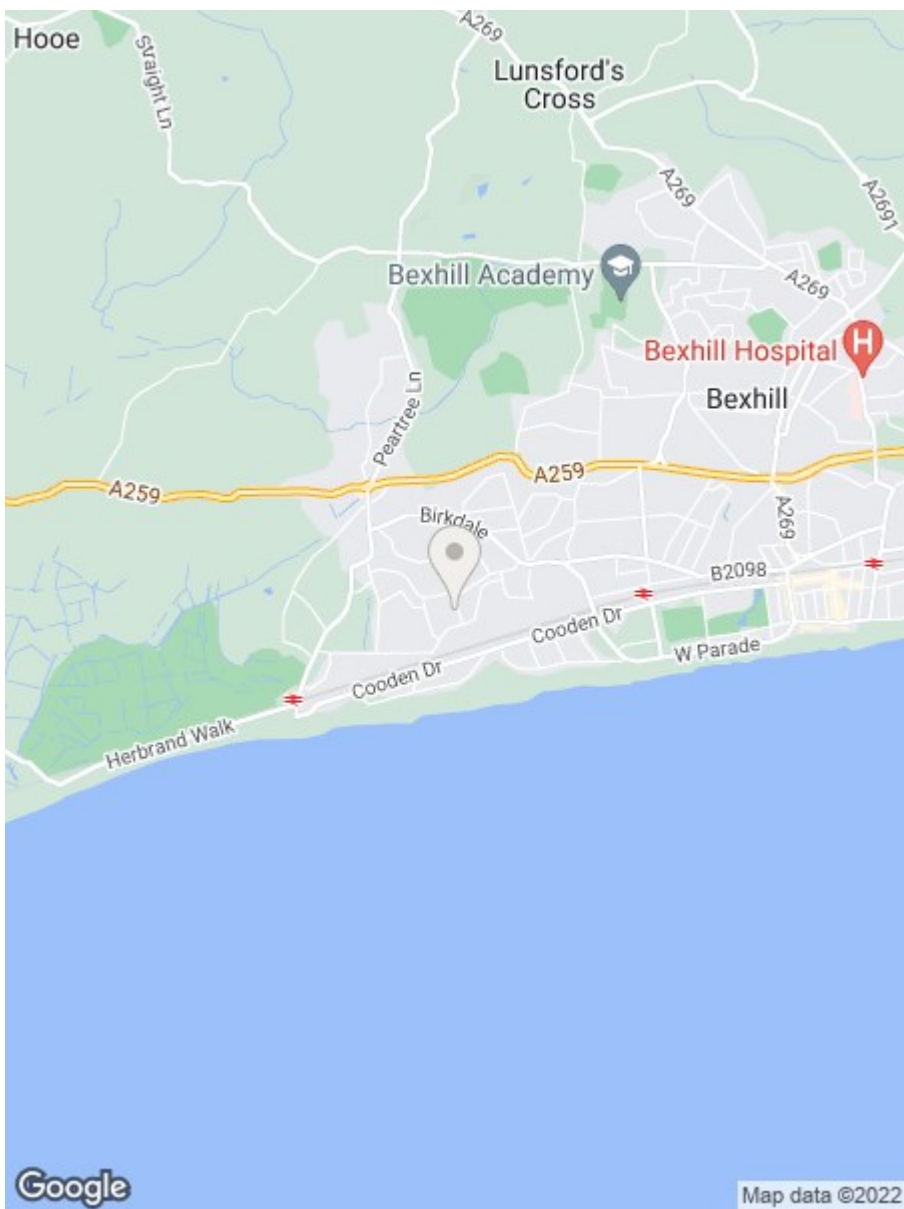 Hooe
A269
Straight Ln
Lunsford's
Cross
A269
A2691
Bexhill Academy
A269
Bexhill Hospital
H
Bexhill
Peartree Ln
A259
A259
Birkdale
A269
B2098
Cooden Dr
W Parade
Cooden Dr
Herbrand Walk
Google
Map data ©2022